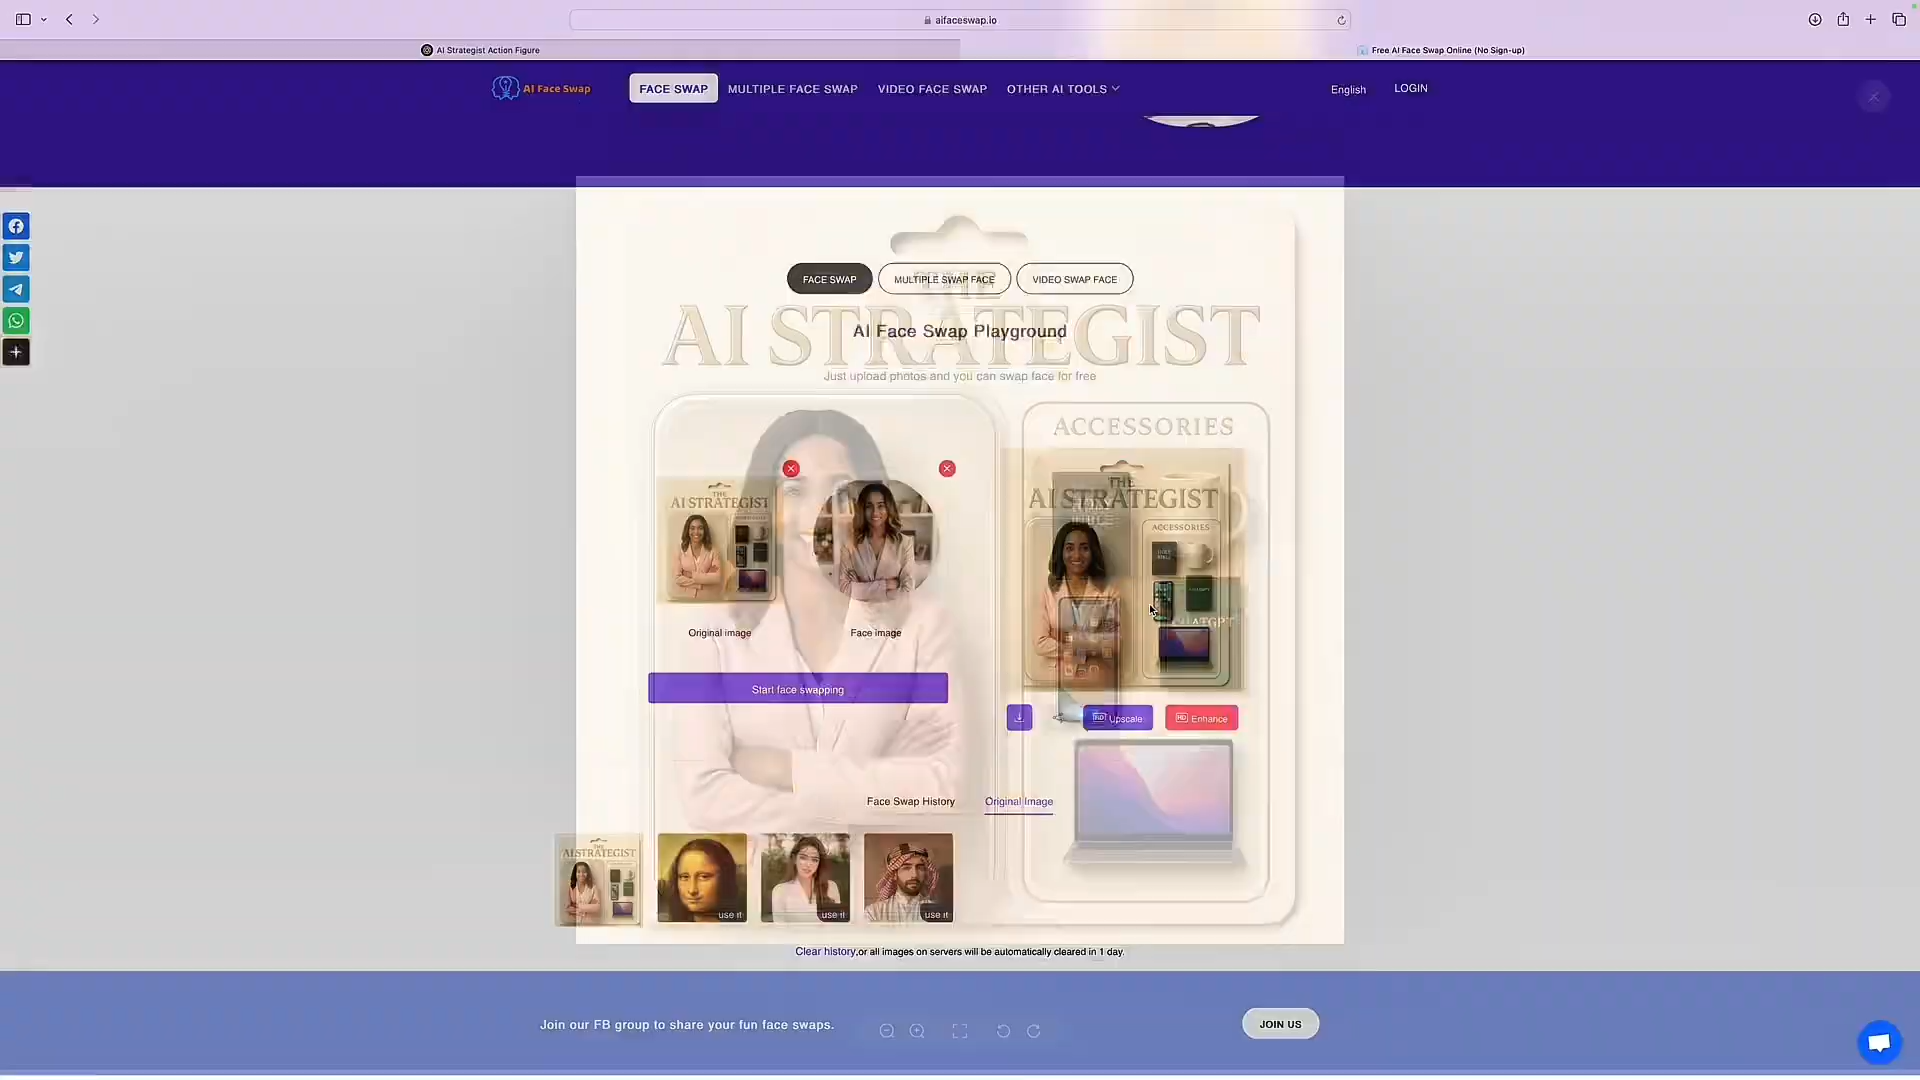 aifaceswap.io
AI Strategist Action Figure
Free AI Face Swap Online (No Sign-up)
AI Face Swap
FACE SWAP
MULTIPLE FACE SWAP
VIDEO FACE SWAP
OTHER AI TOOLS
English
LOGIN
FACE SWAP
MULTIPLE SWAP FACE
VIDEO SWAP FACE
THE
AI STRATEGIST
AI Face Swap Playground
Just upload photos and you can swap face for free
ACCESSORIES
THE
AI STRATEGIST
THE
AI STRATEGIST
ACCESSORIES
CHATGPT
Original image
Face image
Start face swapping
HD Upscale
HD Enhance
Face Swap History
Original Image
AI STRATEGIST
use it
use it
use it
Clear history,or all images on servers will be automatically cleared in 1 day.
Join our FB group to share your fun face swaps.
JOIN US